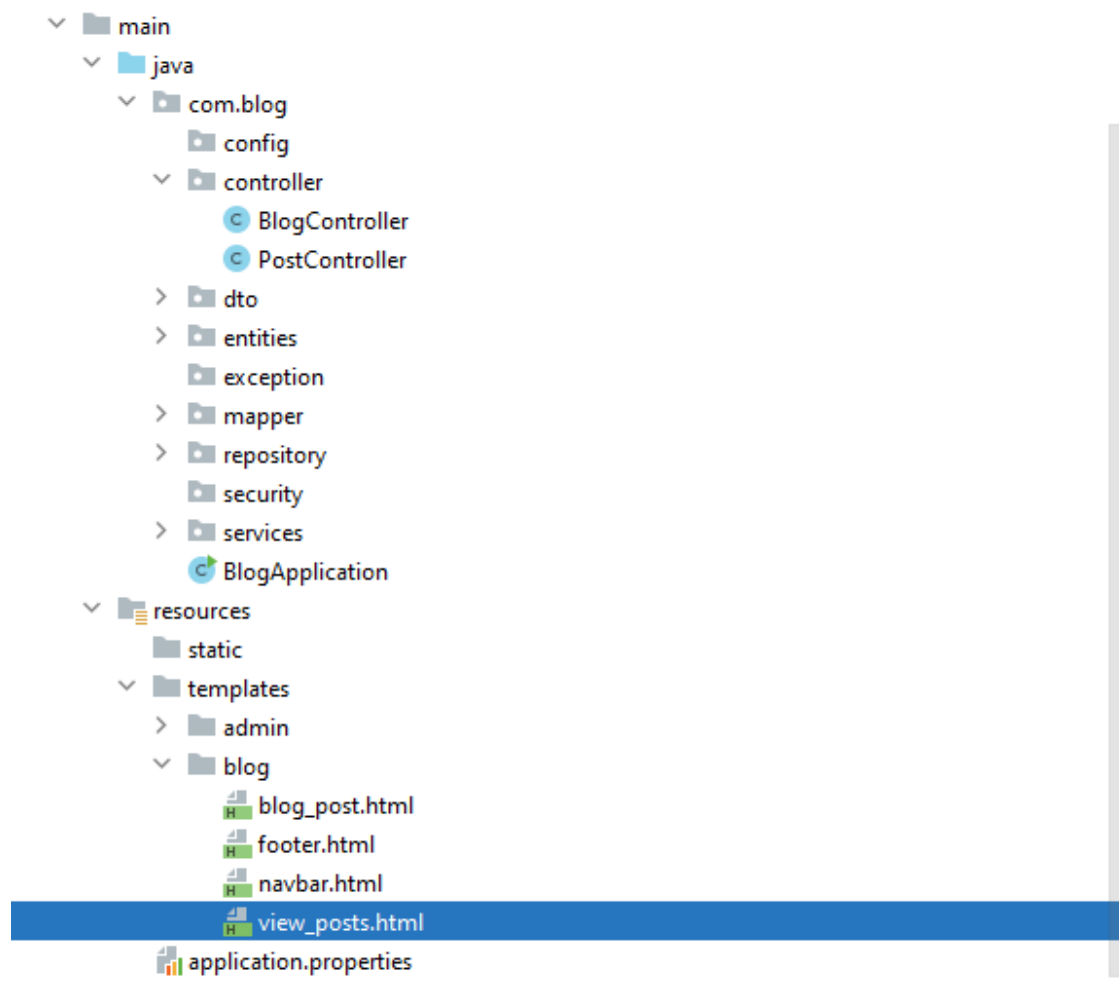 main
java
com.blog
config
controller
C BlogController
C PostController
dto
entities
exception
mapper
repository
security
services
C BlogApplication
resources
static
templates
admin
blog
H blog_post.html
H footer.html
H navbar.html
H view_posts.html
application.properties